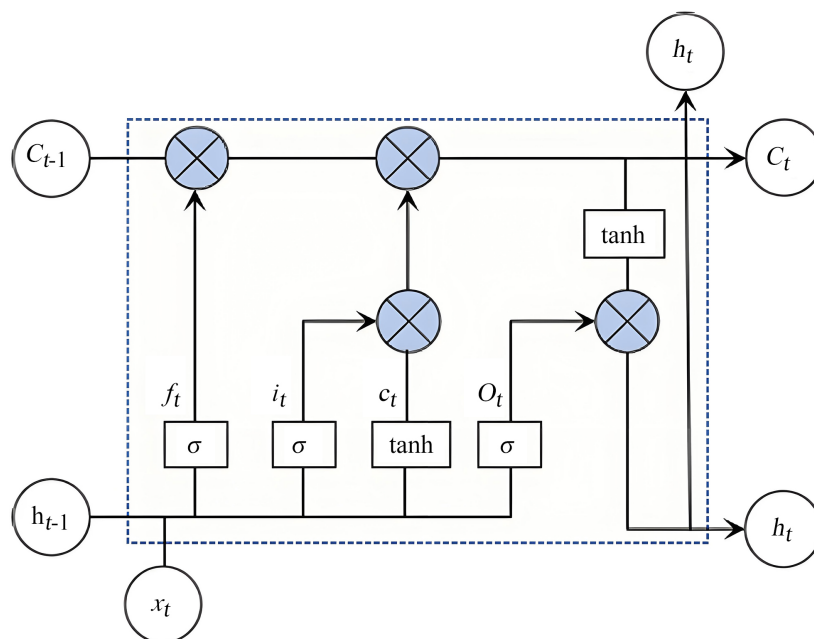 h_t
C_{t-1}
C_t
tanh
f_t
i_t
c_t
O_t
σ
σ
tanh
σ
h_{t-1}
h_t
x_t